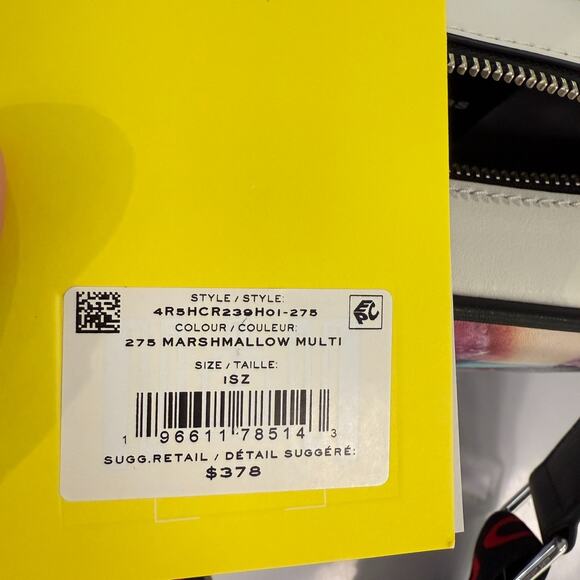 STYLE / STYLE:
4R5HCR239H01-275
COLOUR / COULEUR:
275 MARSHMALLOW MULTI
SIZE / TAILLE:
1SZ
1 96611 78514 3
SUGG.RETAIL / DÉTAIL SUGGÉRÉ:
$378
EPC